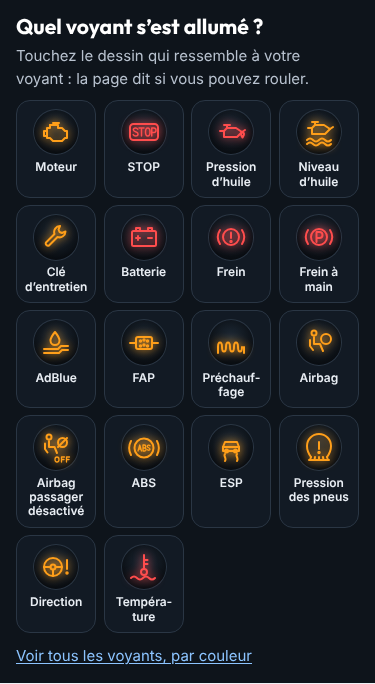 Quel voyant s’est allumé ?
Touchez le dessin qui ressemble à votre
voyant : la page dit si vous pouvez rouler.
Moteur
STOP
STOP
Pression
d’huile
Niveau
d’huile
Clé
d’entretien
Batterie
Frein
P
Frein à
main
AdBlue
FAP
Préchauf-
fage
Airbag
OFF
Airbag
passager
désactivé
ABS
ABS
ESP
!
Pression
des pneus
!
Direction
Tempéra-
ture
Voir tous les voyants, par couleur